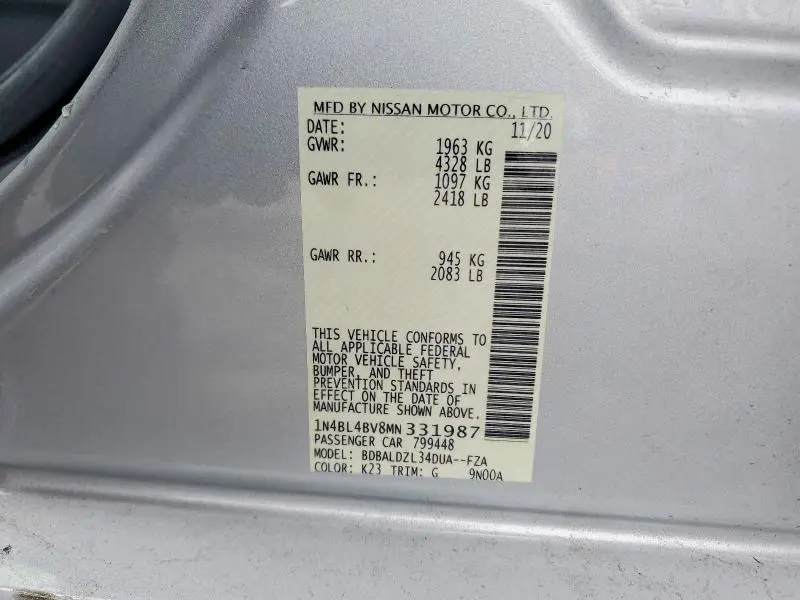 MFD BY NISSAN MOTOR CO., LTD.
DATE: 11/20
GVWR: 1963 KG
4328 LB
GAWR FR.: 1097 KG
2418 LB
GAWR RR.: 945 KG
2083 LB
THIS VEHICLE CONFORMS TO
ALL APPLICABLE FEDERAL
MOTOR VEHICLE SAFETY,
BUMPER, AND THEFT
PREVENTION STANDARDS IN
EFFECT ON THE DATE OF
MANUFACTURE SHOWN ABOVE.
1N4BL4BV8MN 331987
PASSENGER CAR 799448
MODEL: BDBALDZL34DUA--FZA
COLOR: K23 TRIM: G 9N00A